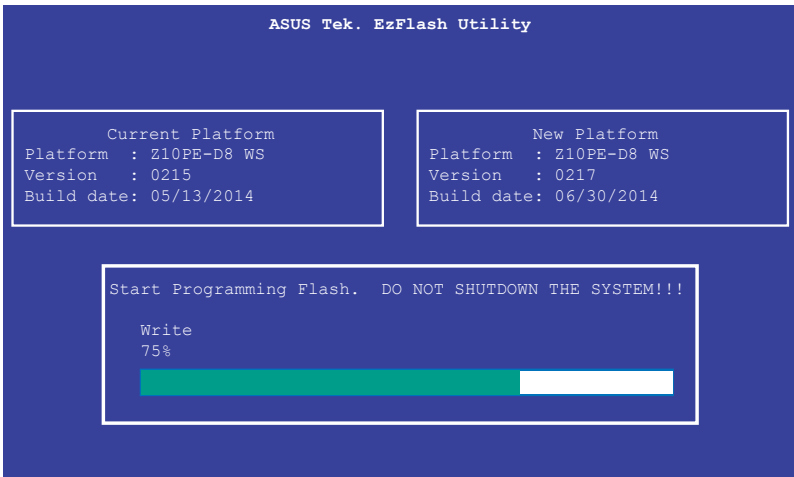 ASUS Tek. EzFlash Utility
Current Platform
Platform : Z10PE-D8 WS
Version : 0215
Build date: 05/13/2014
New Platform
Platform : Z10PE-D8 WS
Version : 0217
Build date: 06/30/2014
Start Programming Flash. DO NOT SHUTDOWN THE SYSTEM!!!
Write
75%